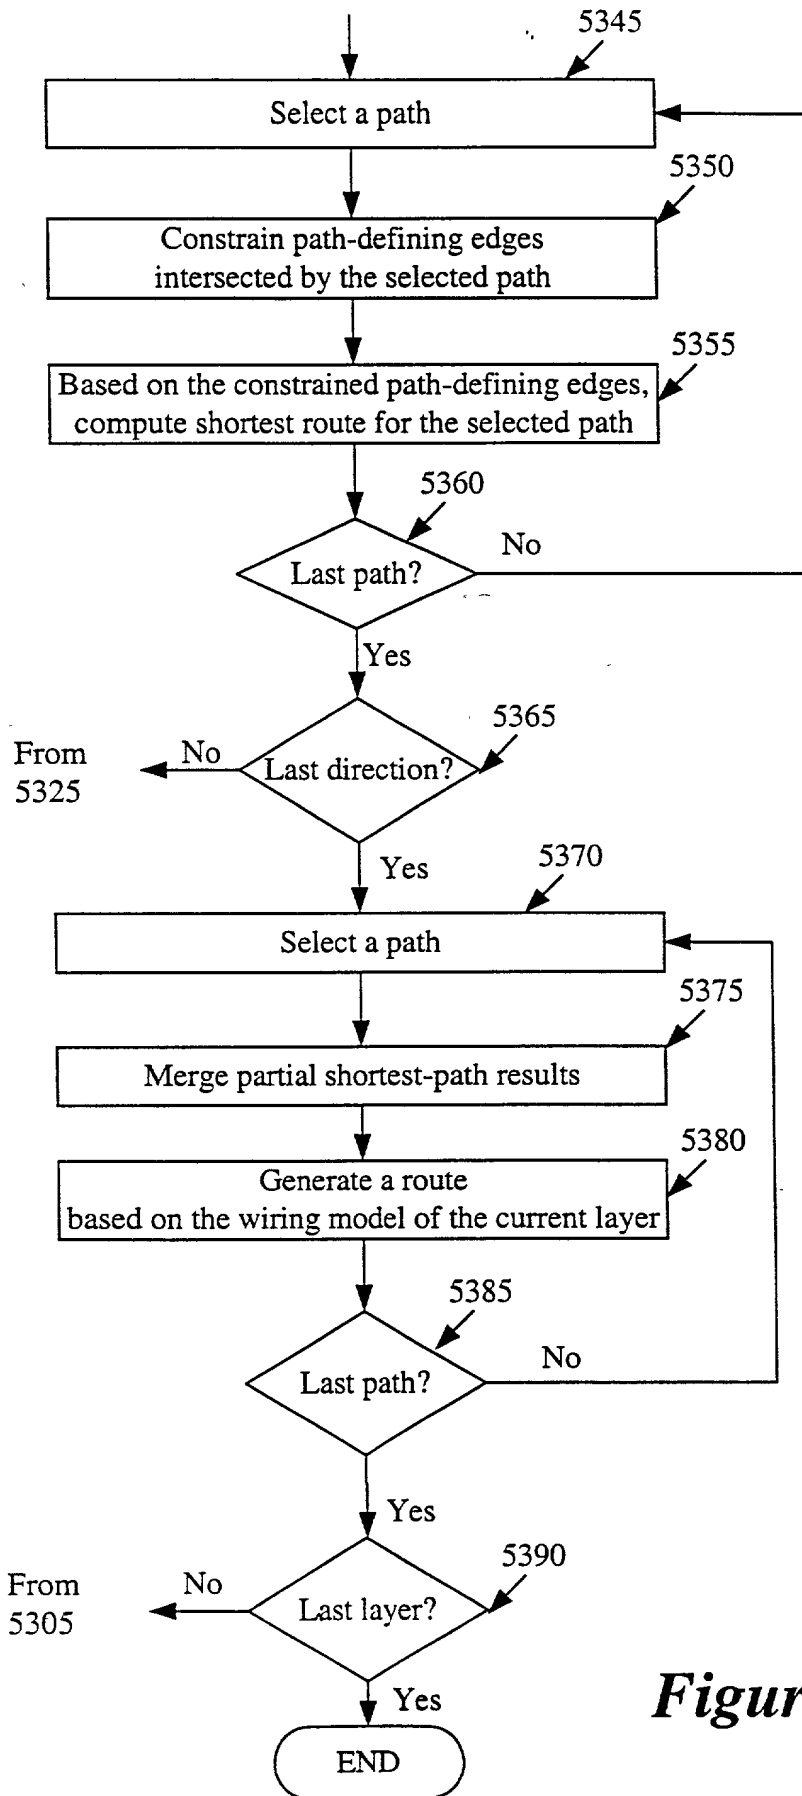 5345
Select a path
5350
Constrain path-defining edges
intersected by the selected path
5355
Based on the constrained path-defining edges,
compute shortest route for the selected path
5360
Last path?
No
Yes
5365
Last direction?
No
From
5325
Yes
5370
Select a path
5375
Merge partial shortest-path results
5380
Generate a route
based on the wiring model of the current layer
5385
Last path?
No
Yes
5390
Last layer?
No
From
5305
Yes
Figur
END